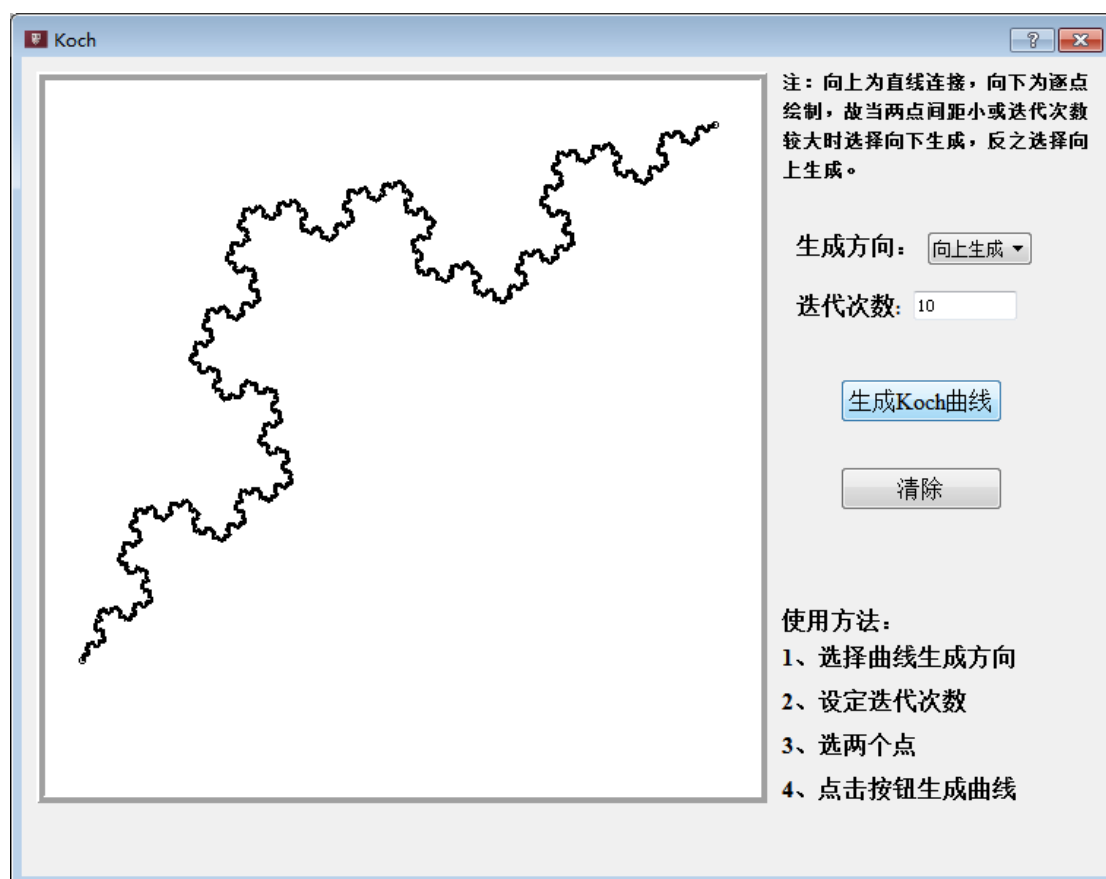 Koch
注：向上为直线连接，向下为逐点
绘制，故当两点间距小或迭代次数
较大时选择向下生成，反之选择向
上生成。
生成方向： 向上生成
迭代次数: 10
生成Koch曲线
清除
使用方法：
1、选择曲线生成方向
2、设定迭代次数
3、选两个点
4、点击按钮生成曲线